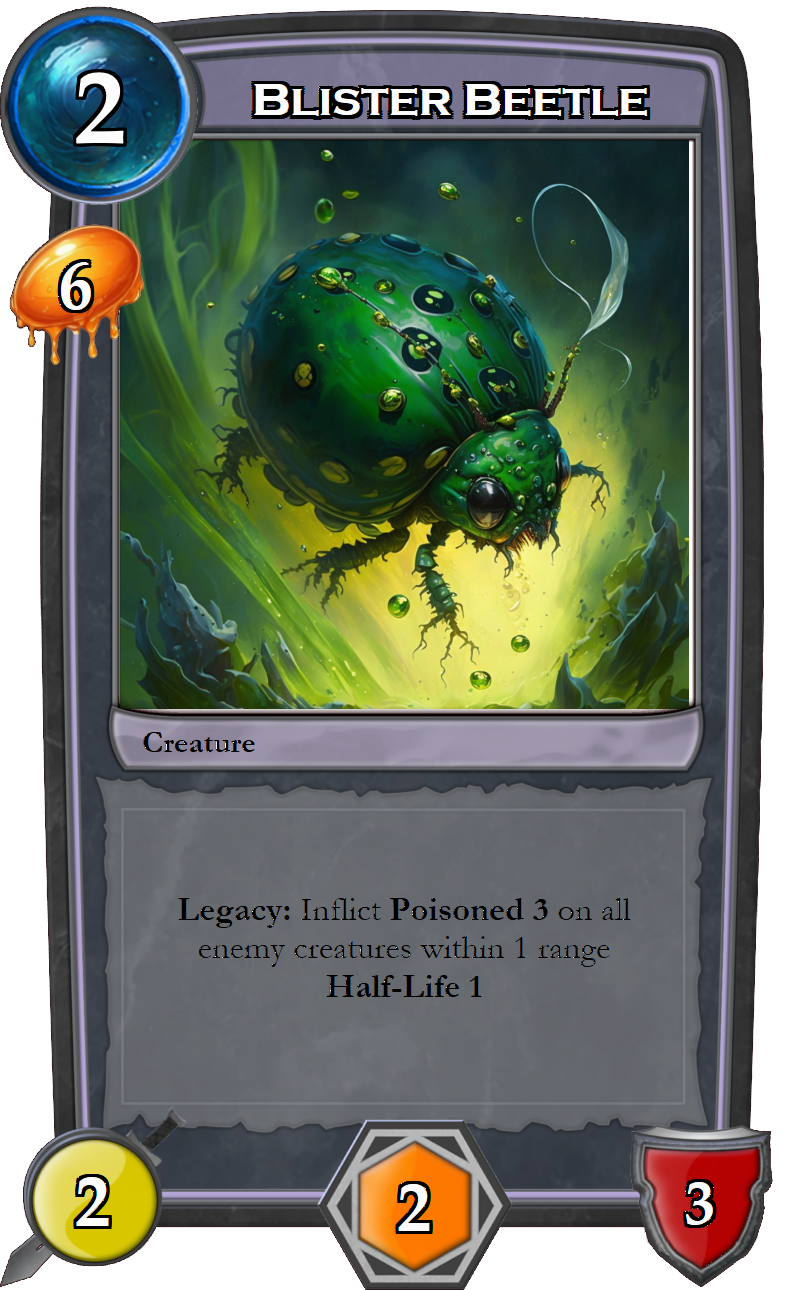 2
Blister Beetle
6
Creature
Legacy: Inflict Poisoned 3 on all
enemy creatures within 1 range
Half-Life 1
2
2
3